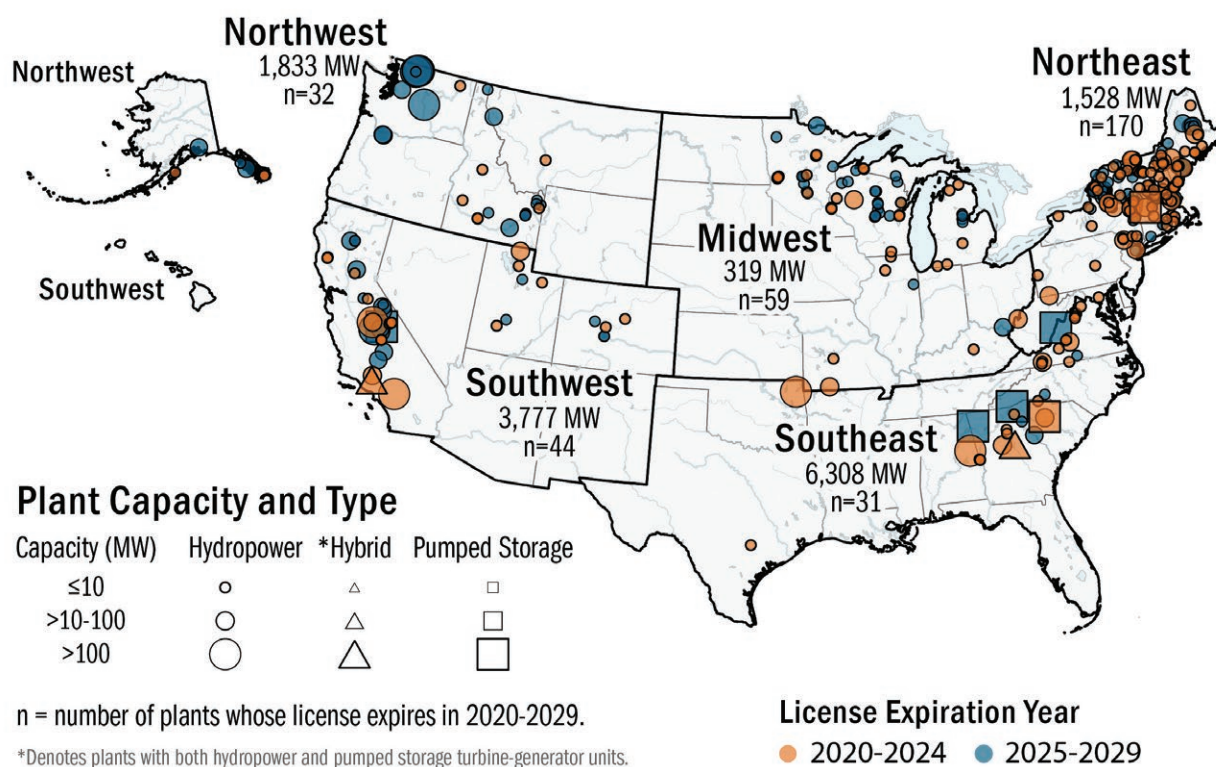 Northwest
1,833 MW
n=32
Northwest
Northeast
1,528 MW
n=170
Southwest
Midwest
319 MW
n=59
Southwest
3,777 MW
n=44
Southeast
6,308 MW
n=31
Plant Capacity and Type
Capacity (MW) Hydropower *Hybrid Pumped Storage
≤10
>10-100
>100
n = number of plants whose license expires in 2020-2029.
*Denotes plants with both hydropower and pumped storage turbine-generator units.
License Expiration Year
2020-2024 2025-2029